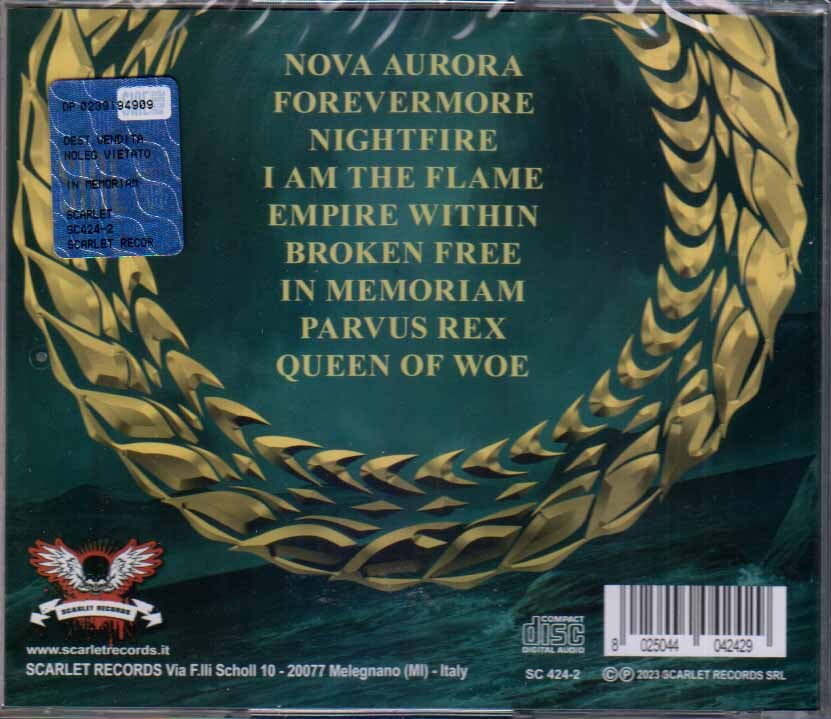 NOVA AURORA
FOREVERMORE
NIGHTFIRE
I AM THE FLAME
EMPIRE WITHIN
BROKEN FREE
IN MEMORIAM
PARVUS REX
QUEEN OF WOE
SIAE
DP 0209194909
DEST VENDITA
NOLEG VIETATO
IN MEMORIAM
SCARLET
SC424-2
SCARLET RECOR
SCARLET RECORDS
www.scarletrecords.it
SCARLET RECORDS Via F.lli Scholl 10 - 20077 Melegnano (MI) - Italy
COMPACT
disc
DIGITAL AUDIO
SC 424-2
8 025044 042429
©℗ 2023 SCARLET RECORDS SRL